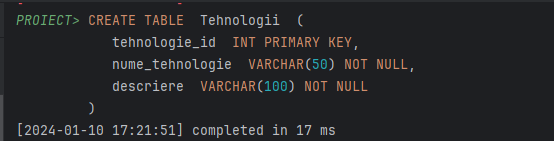 PROIECT> CREATE TABLE Tehnologii (
tehnologie_id INT PRIMARY KEY,
nume_tehnologie VARCHAR(50) NOT NULL,
descriere VARCHAR(100) NOT NULL
)
[2024-01-10 17:21:51] completed in 17 ms